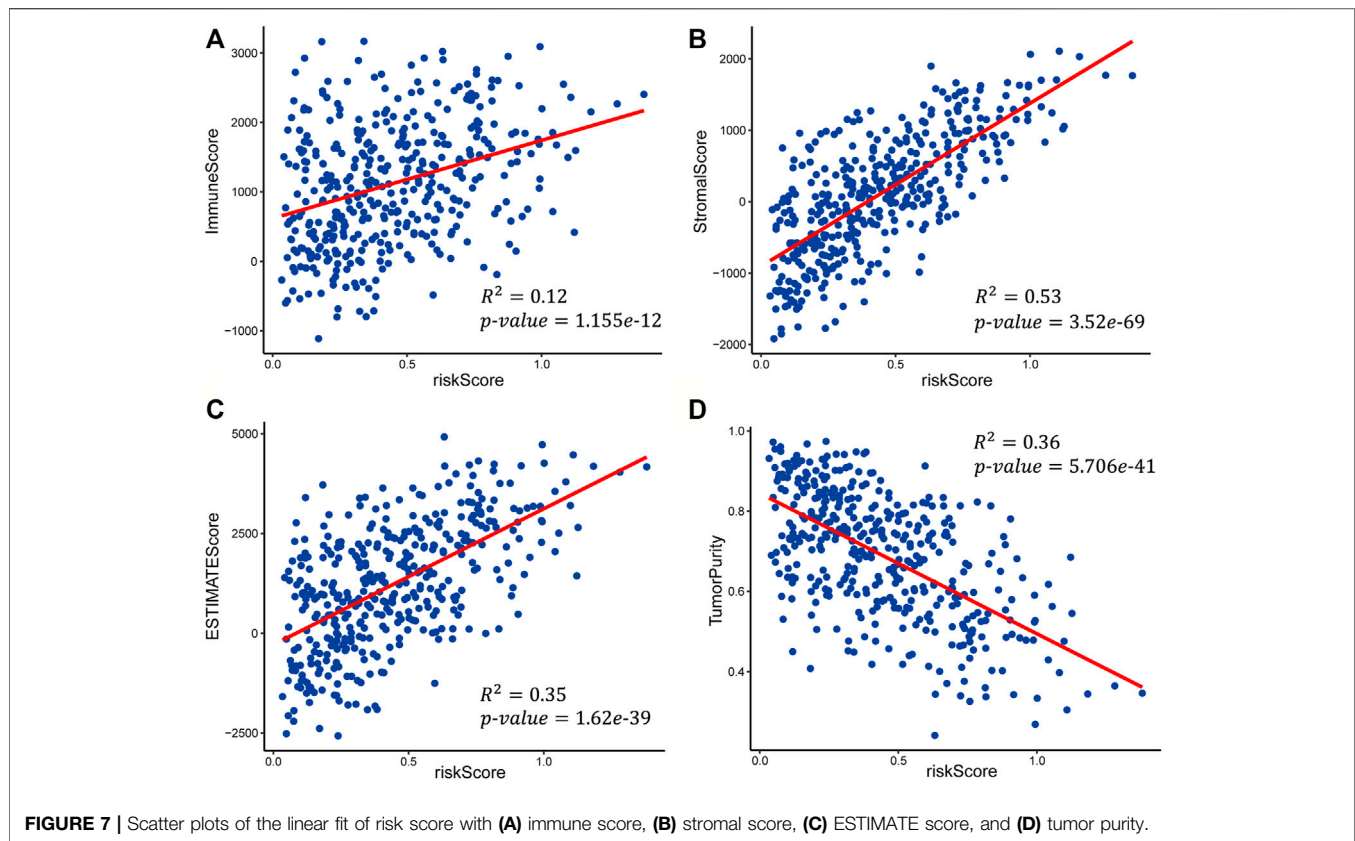 A
ImmuneScore
3000
2000
1000
0
−1000
R² = 0.12
p-value = 1.155e-12
0.0 0.5 1.0
riskScore
B
StromalScore
2000
1000
0
−1000
−2000
R² = 0.53
p-value = 3.52e-69
0.0 0.5 1.0
riskScore
C
ESTIMATEScore
5000
2500
0
−2500
R² = 0.35
p-value = 1.62e-39
0.0 0.5 1.0
riskScore
D
TumorPurity
1.0
0.8
0.6
0.4
R² = 0.36
p-value = 5.706e-41
0.0 0.5 1.0
riskScore
FIGURE 7 | Scatter plots of the linear fit of risk score with (A) immune score, (B) stromal score, (C) ESTIMATE score, and (D) tumor purity.